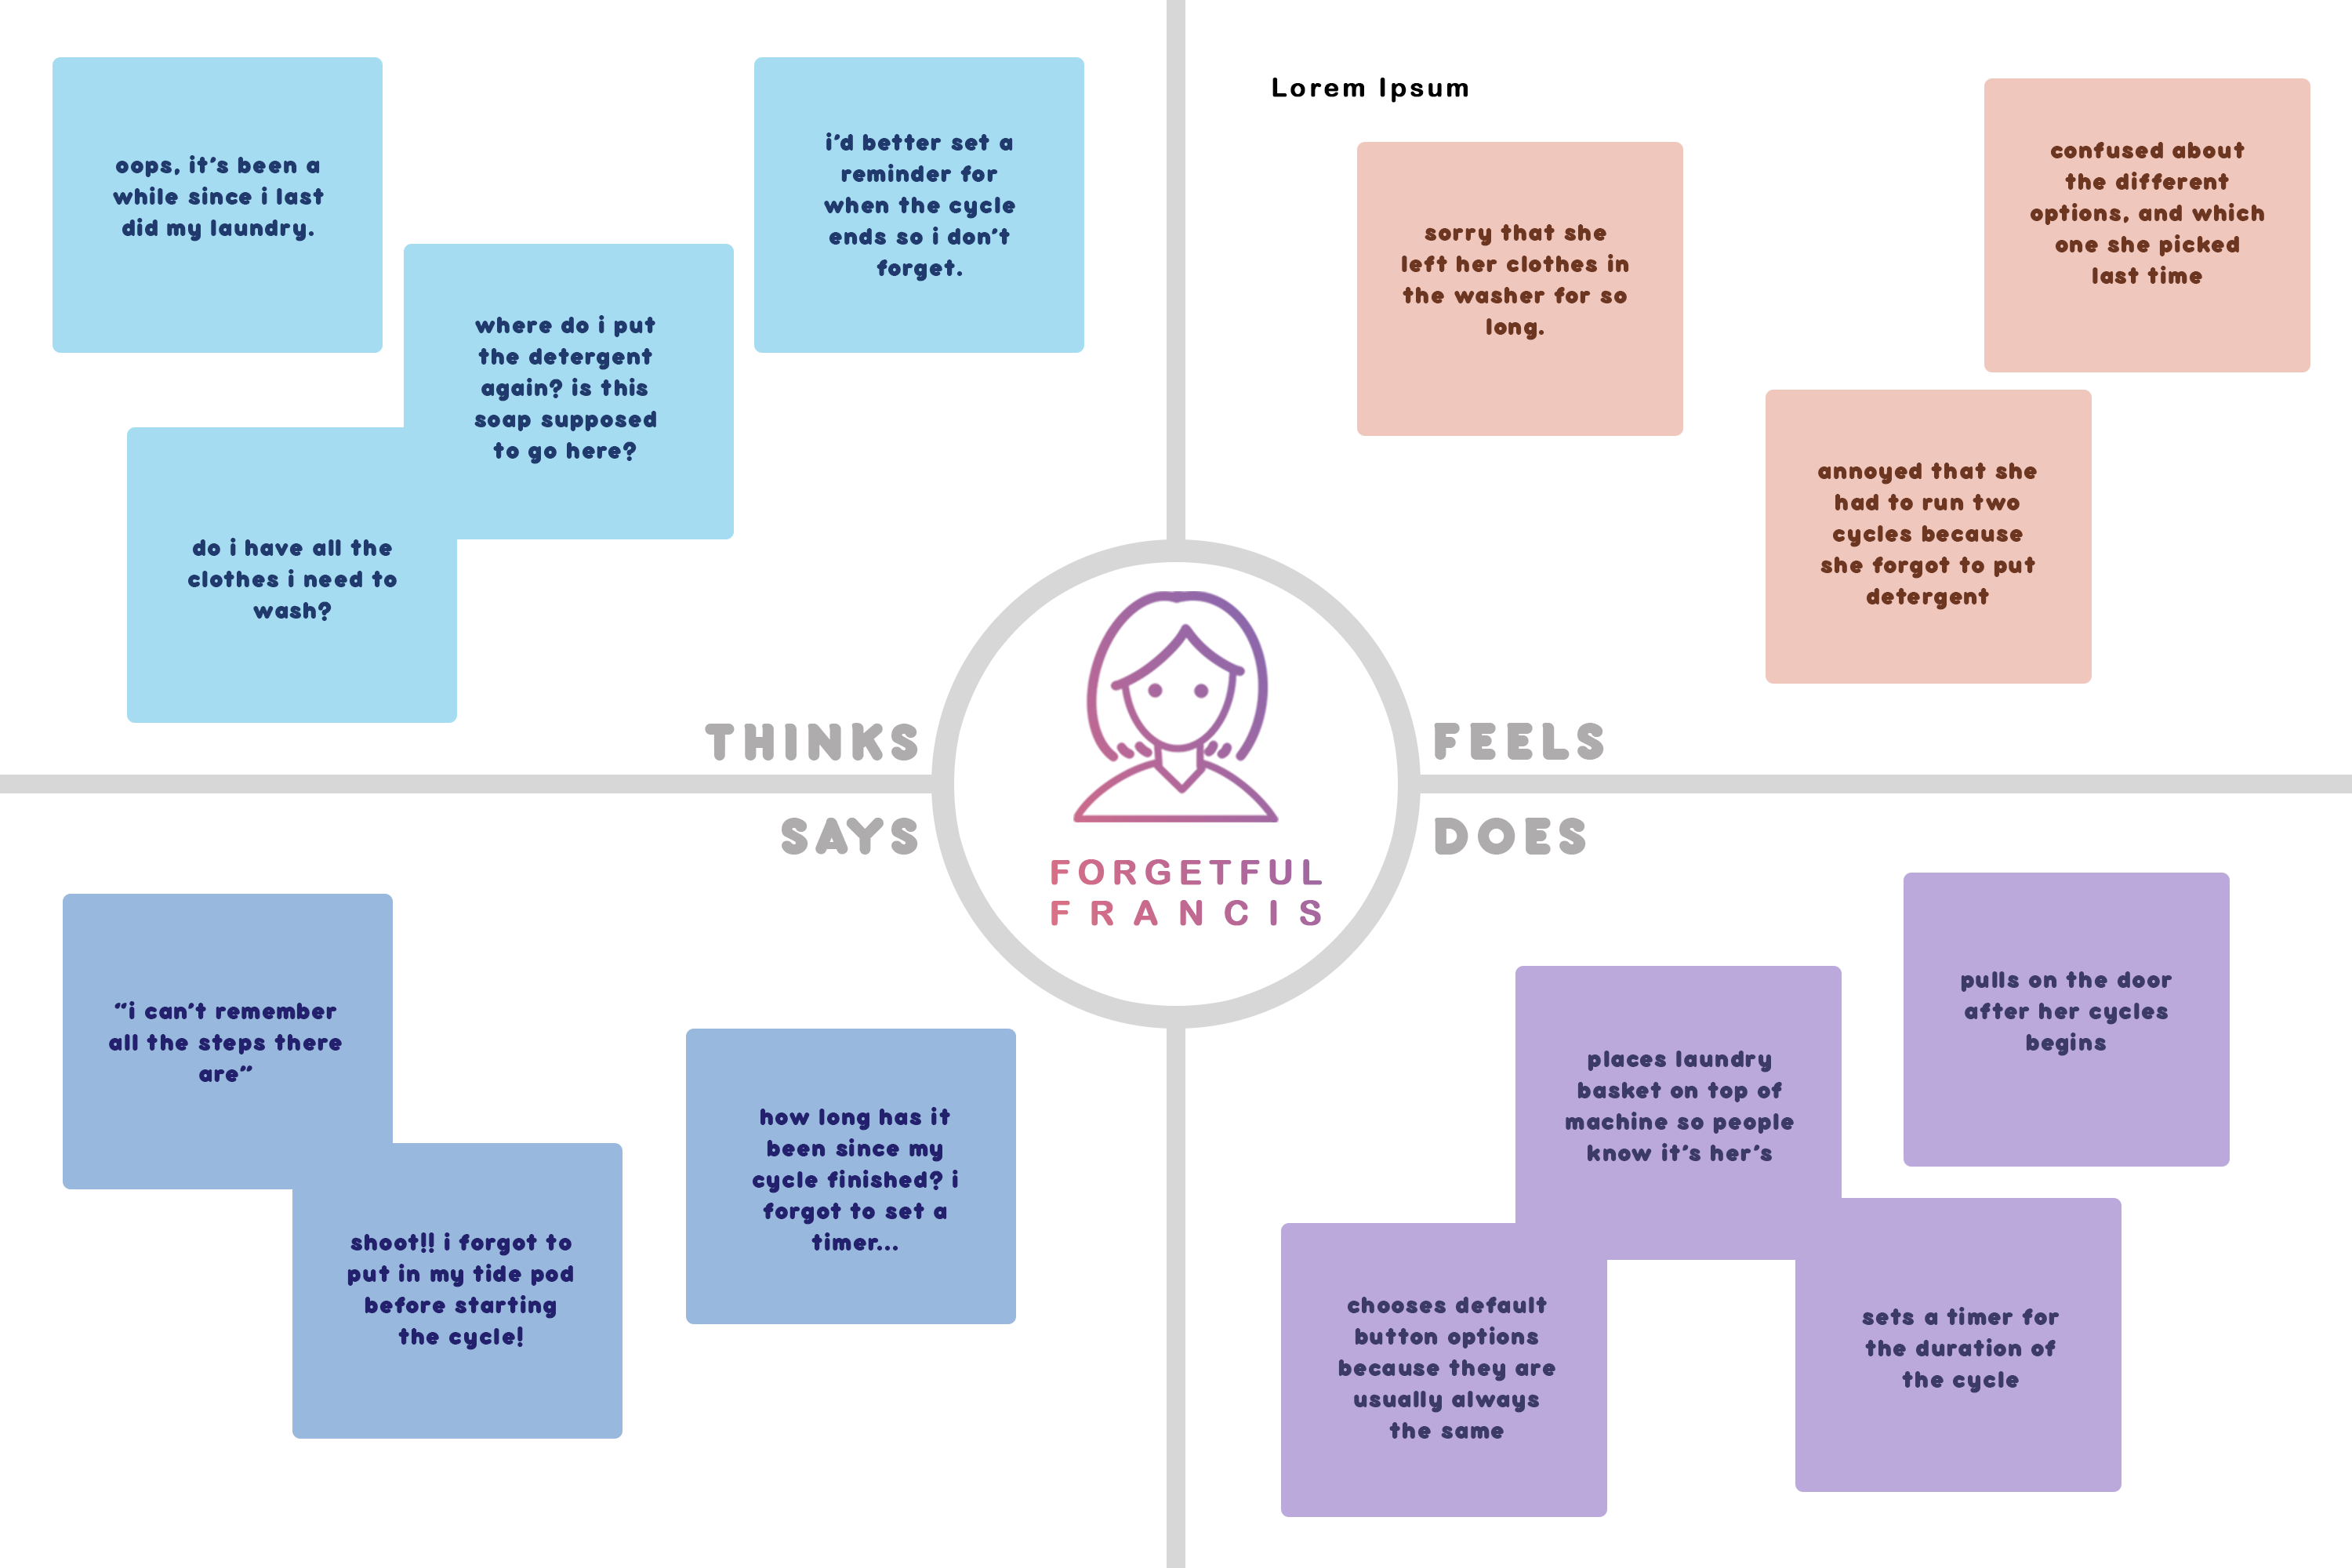 oops, it's been a
while since i last
did my laundry.
i'd better set a
reminder for
when the cycle
ends so i don't
forget.
where do i put
the detergent
again? is this
soap supposed
to go here?
do i have all the
clothes i need to
wash?
THINKS
Lorem Ipsum
sorry that she
left her clothes in
the washer for so
long.
confused about
the different
options, and which
one she picked
last time
annoyed that she
had to run two
cycles because
she forgot to put
detergent
FEELS
FORGETFUL
FRANCIS
SAYS
"i can't remember
all the steps there
are"
shoot!! i forgot to
put in my tide pod
before starting
the cycle!
how long has it
been since my
cycle finished? i
forgot to set a
timer...
DOES
pulls on the door
after her cycles
begins
places laundry
basket on top of
machine so people
know it's her's
chooses default
button options
because they are
usually always
the same
sets a timer for
the duration of
the cycle